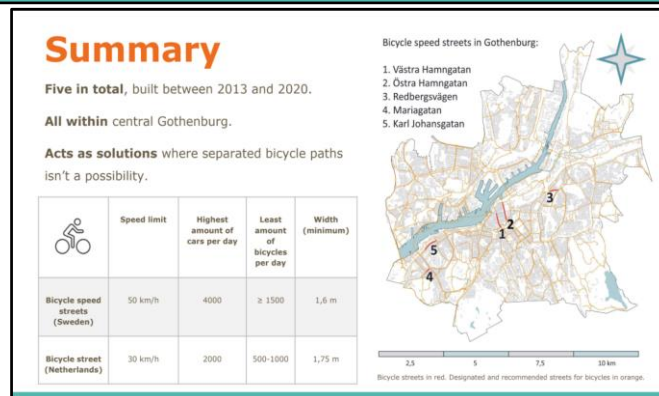 Summary
Five in total, built between 2013 and 2020.
All within central Gothenburg.
Acts as solutions where separated bicycle paths
isn't a possibility.
Speed limit
Highest
amount of
cars per day
Least
amount
of
bicycles
per day
Width
(minimum)
Bicycle speed
streets
(Sweden)
50 km/h
4000
≥ 1500
1,6 m
Bicycle street
(Netherlands)
30 km/h
2000
500-1000
1,75 m
Bicycle speed streets in Gothenburg:
1. Västra Hamngatan
2. Östra Hamngatan
3. Redbergsvägen
4. Mariagatan
5. Karl Johansgatan
3
2
1
5
4
2,5
5
7,5
10 km
Bicycle streets in red. Designated and recommended streets for bicycles in orange.